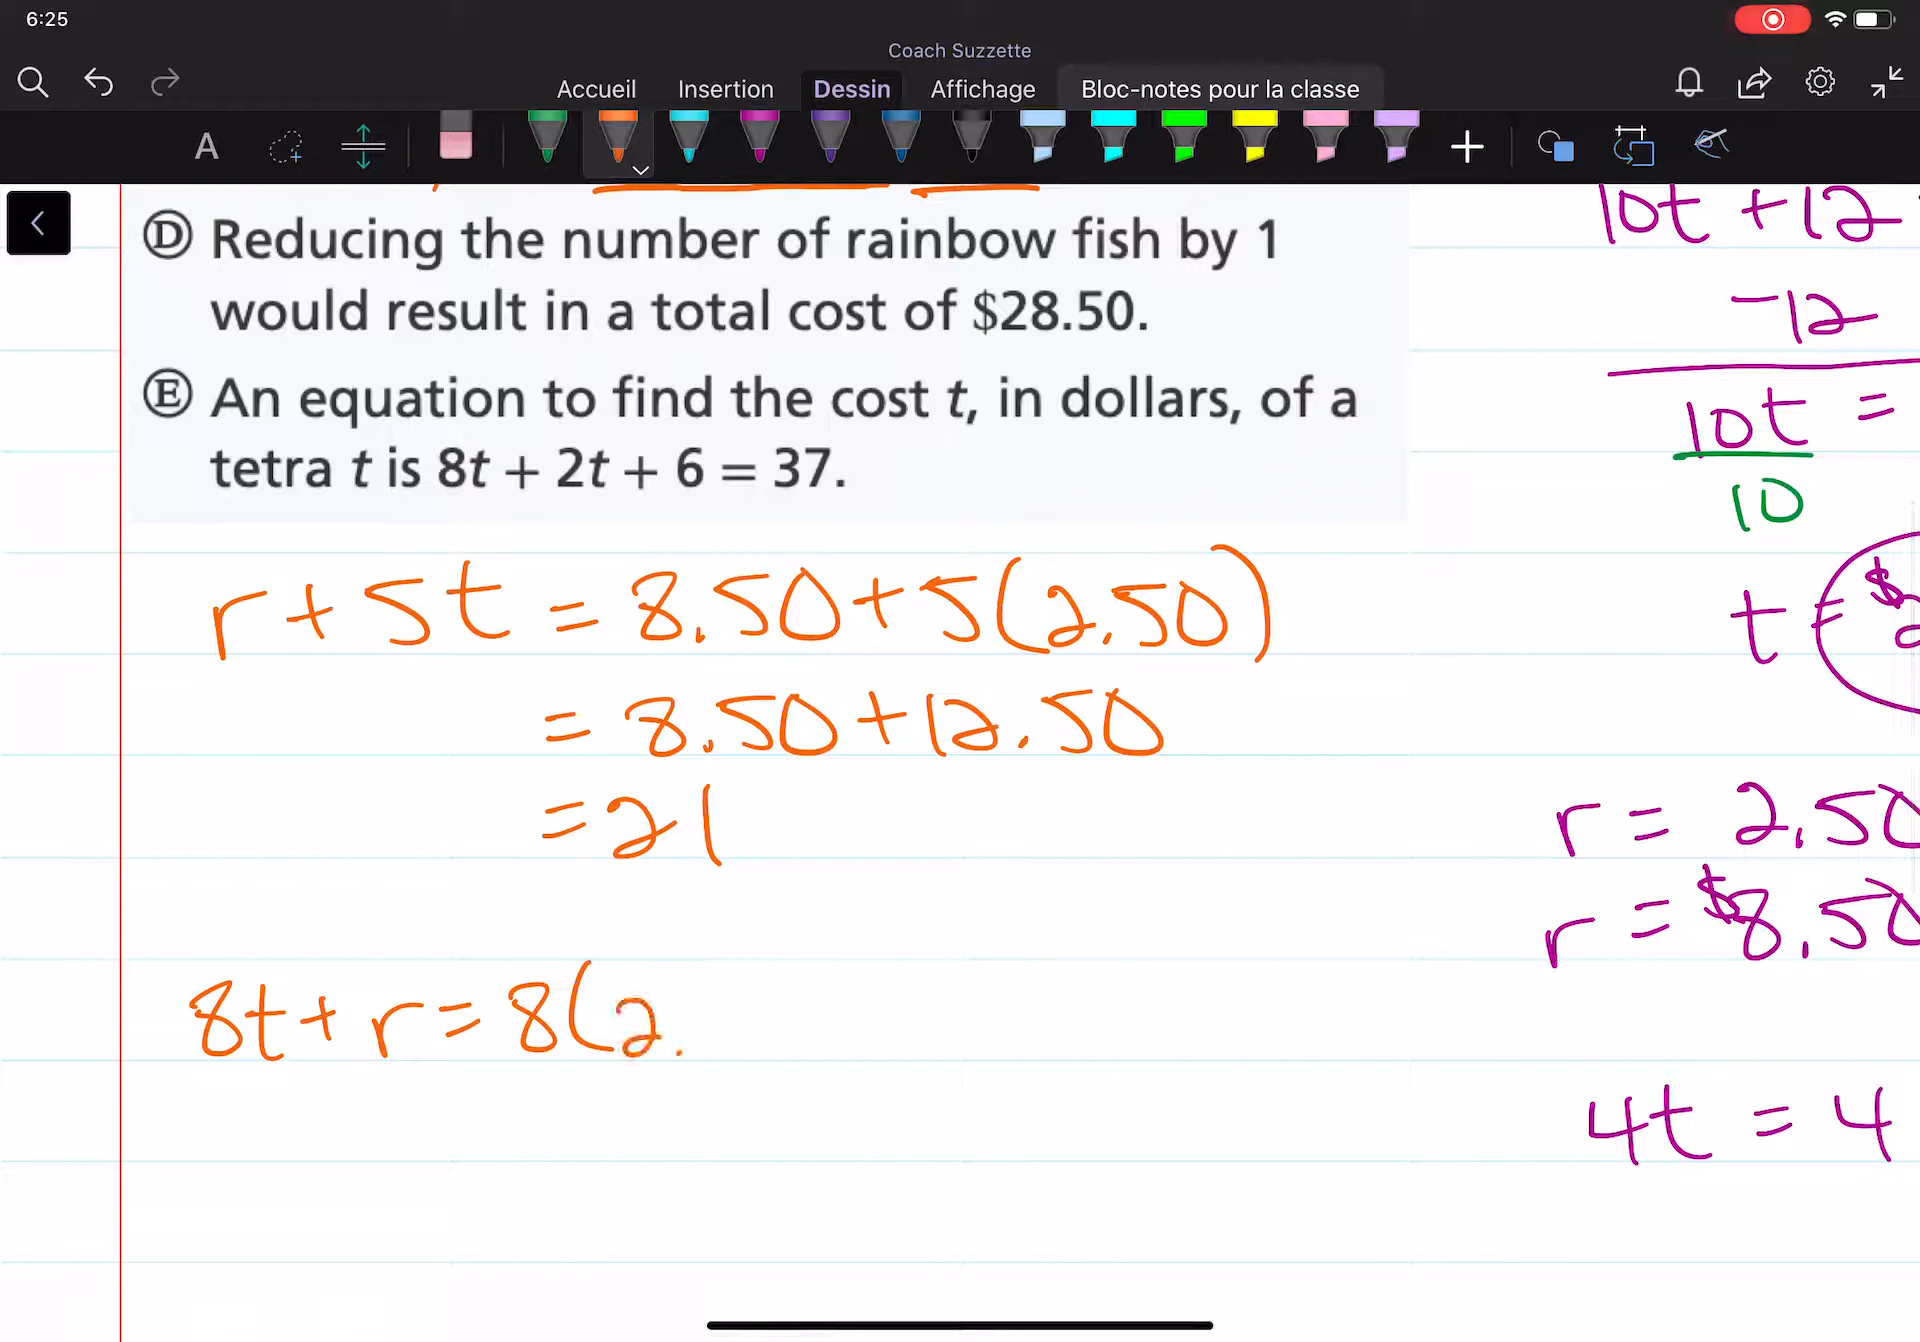 6:25
Coach Suzzette
Accueil Insertion Dessin Affichage Bloc-notes pour la classe
A
Ⓓ Reducing the number of rainbow fish by 1
would result in a total cost of $28.50.
Ⓔ An equation to find the cost t, in dollars, of a
tetra t is 8t + 2t + 6 = 37.
r + 5t = 8.50 + 5(2.50)
= 8.50 + 12.50
= 21
8t + r = 8(2.
10t + 12
-12
10t =
10
t = $
r = 2.50
r = $8.50
4t = 4